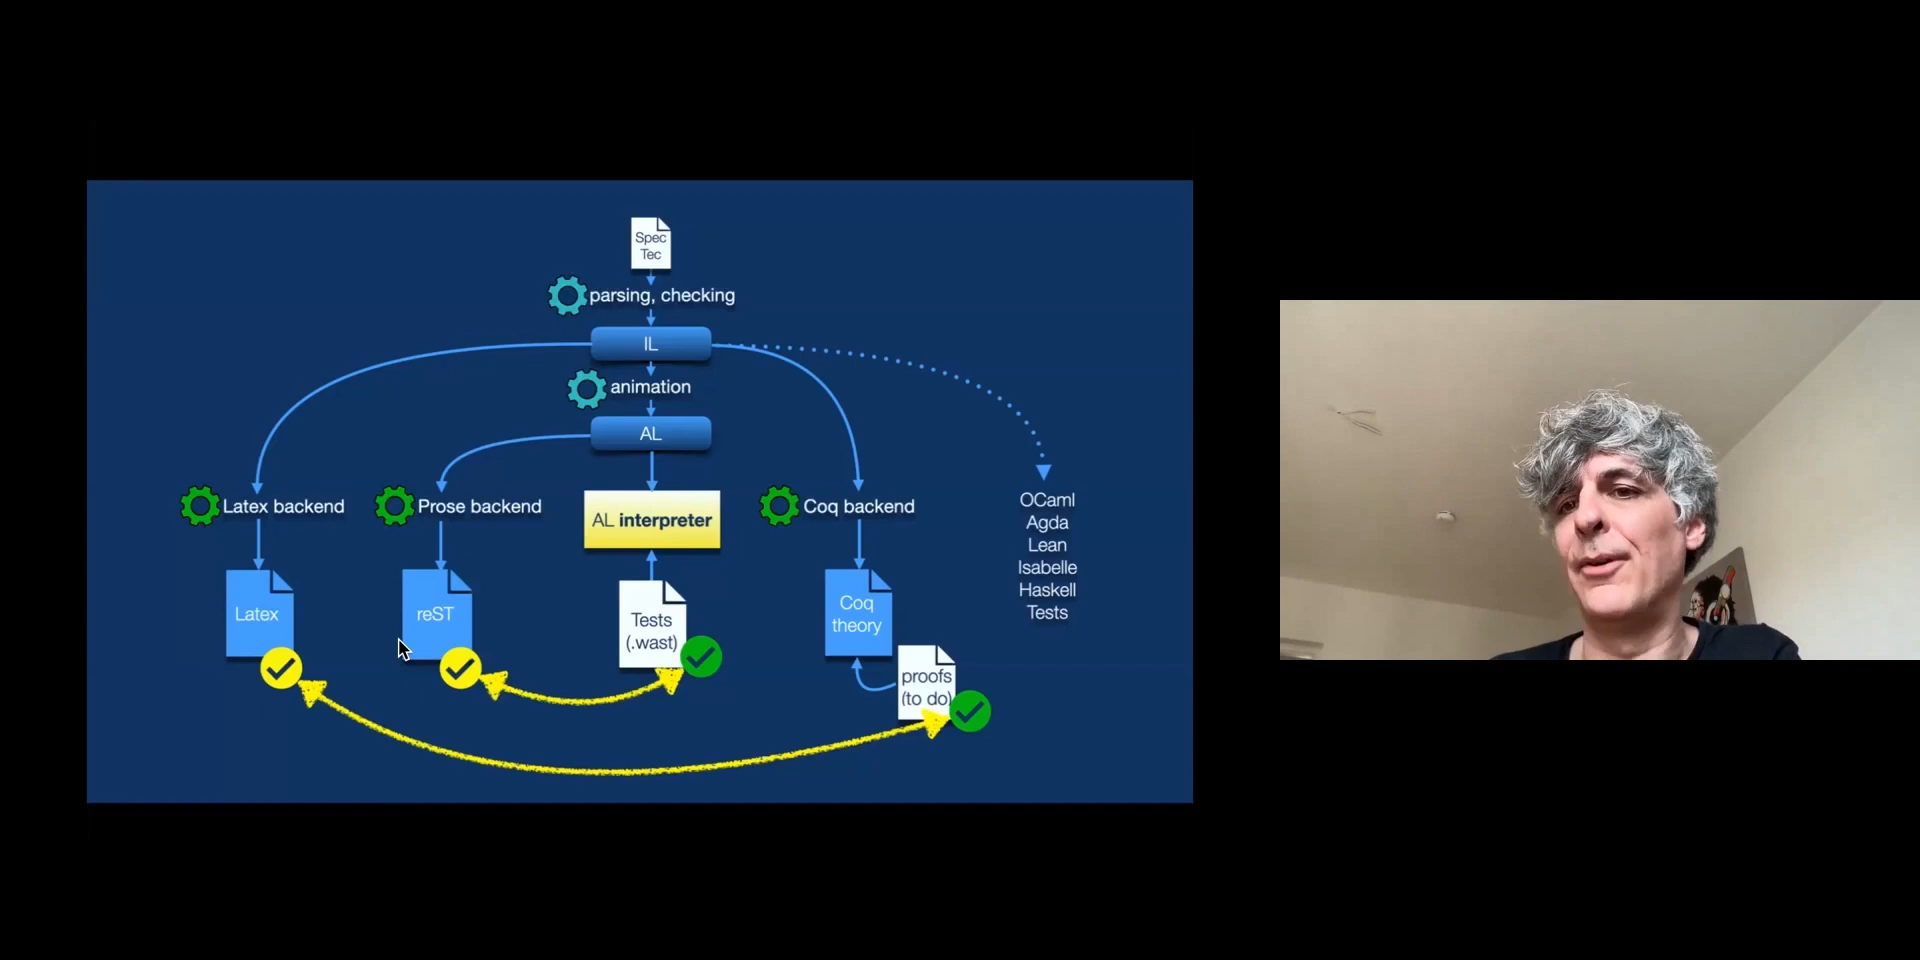 Spec
Tec
parsing, checking
IL
animation
AL
Latex backend
Prose backend
AL interpreter
Coq backend
OCaml
Agda
Lean
Isabelle
Haskell
Tests
Latex
reST
Tests
(.wast)
Coq
theory
proofs
(to do)